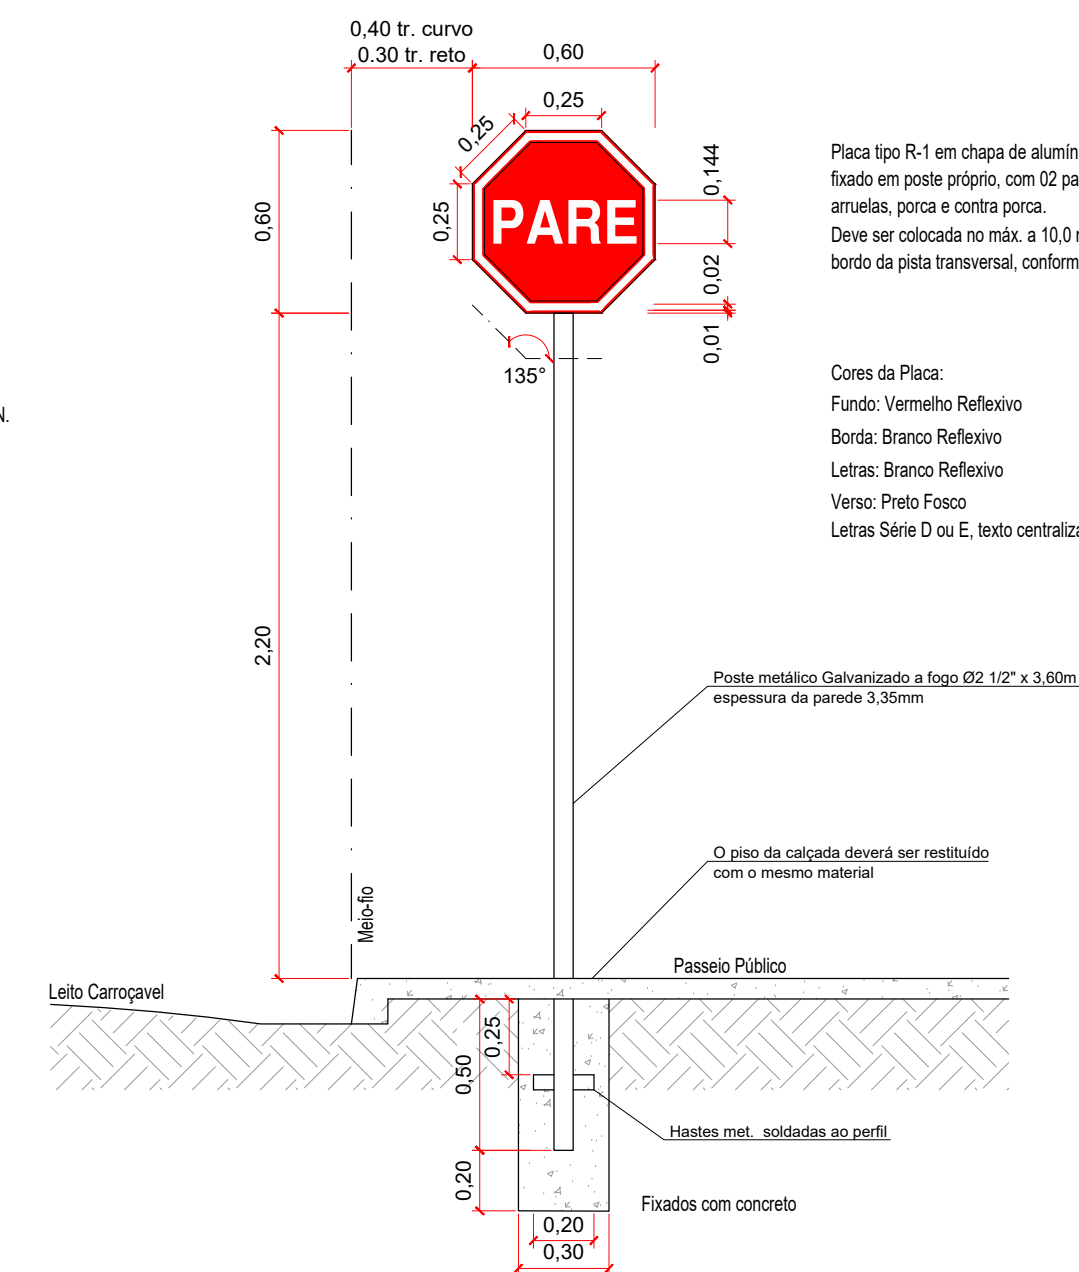 0,40 tr. curvo
0.30 tr. reto
0,60
0,25
0,25
0,25
0,60
PARE
0,144
0,02
0,01
135°
Placa tipo R-1 em chapa de alumín
fixado em poste próprio, com 02 pa
arruelas, porca e contra porca.
Deve ser colocada no máx. a 10,0 m
bordo da pista transversal, conform
Cores da Placa:
Fundo: Vermelho Reflexivo
Borda: Branco Reflexivo
Letras: Branco Reflexivo
Verso: Preto Fosco
Letras Série D ou E, texto centraliza
N.
2,20
Poste metálico Galvanizado a fogo Ø2 1/2" x 3,60m
espessura da parede 3,35mm
O piso da calçada deverá ser restituído
com o mesmo material
Meio-fio
Passeio Público
Leito Carroçavel
0,25
0,50
Hastes met. soldadas ao perfil
0,20
Fixados com concreto
0,20
0,30